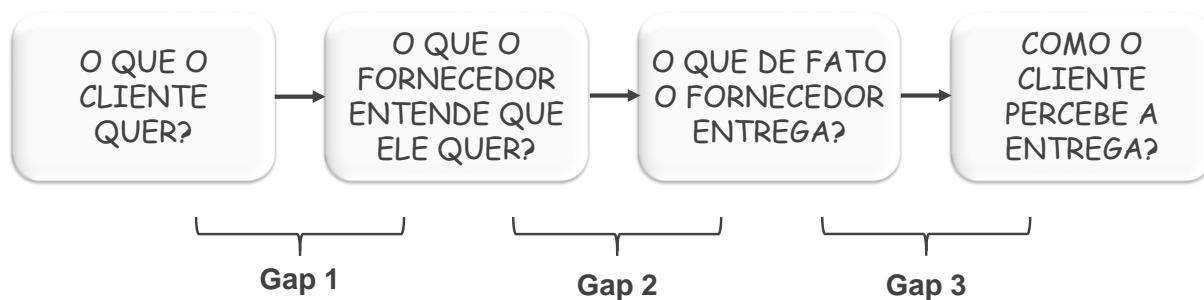 O QUE O
CLIENTE
QUER?
O QUE O
FORNECEDOR
ENTENDE QUE
ELE QUER?
O QUE DE FATO
O FORNECEDOR
ENTREGA?
COMO O
CLIENTE
PERCEBE A
ENTREGA?
Gap 1
Gap 2
Gap 3